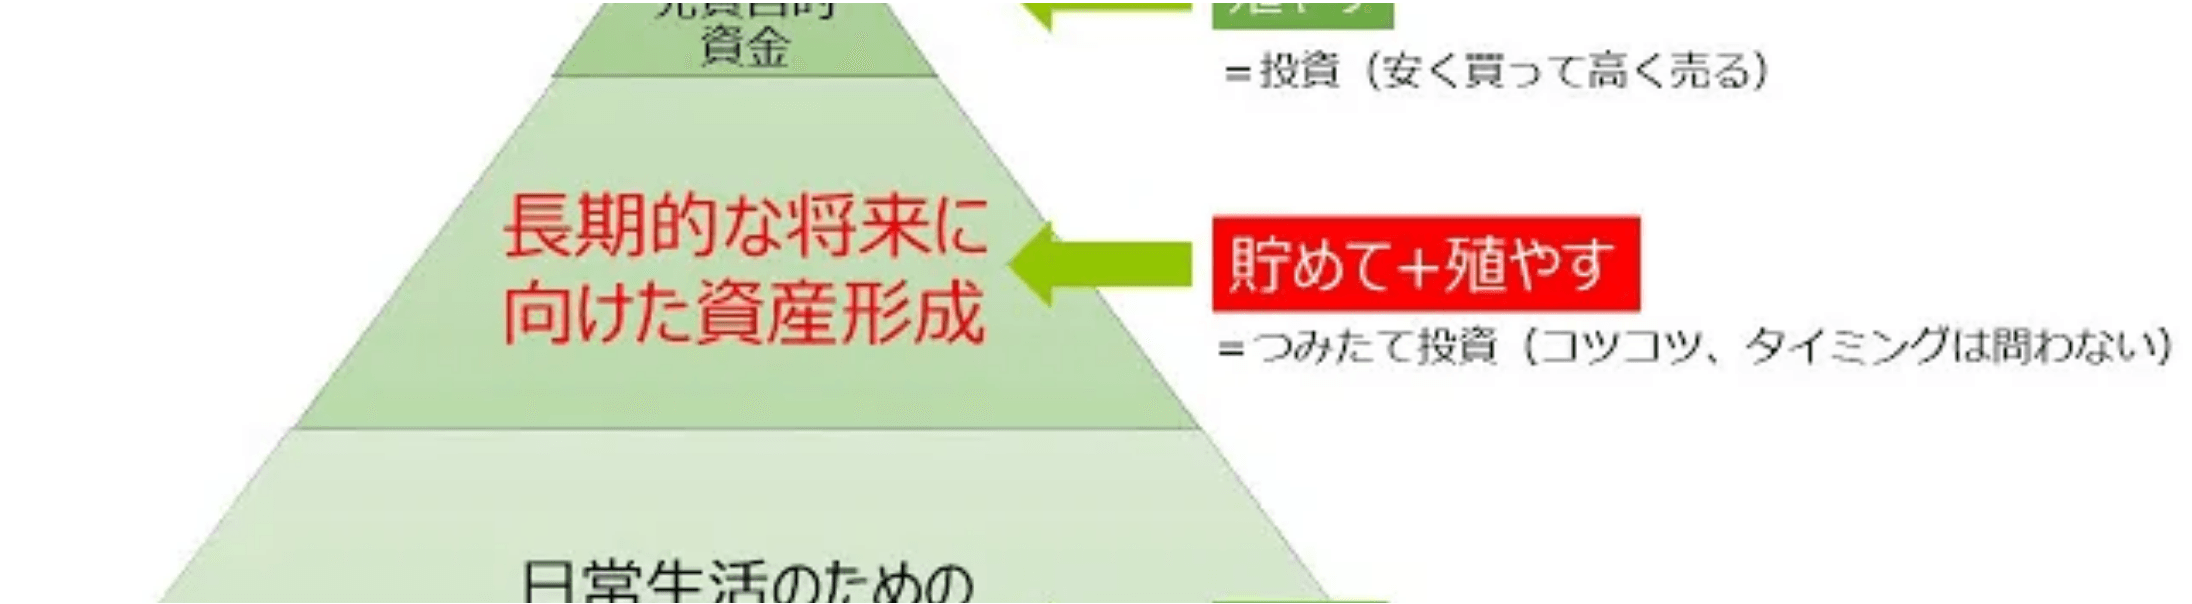 資金
=投資（安く買って高く売る）
長期的な将来に
向けた資産形成
貯めて+殖やす
=つみたて投資（コツコツ、タイミングは問わない）
日常生活のための